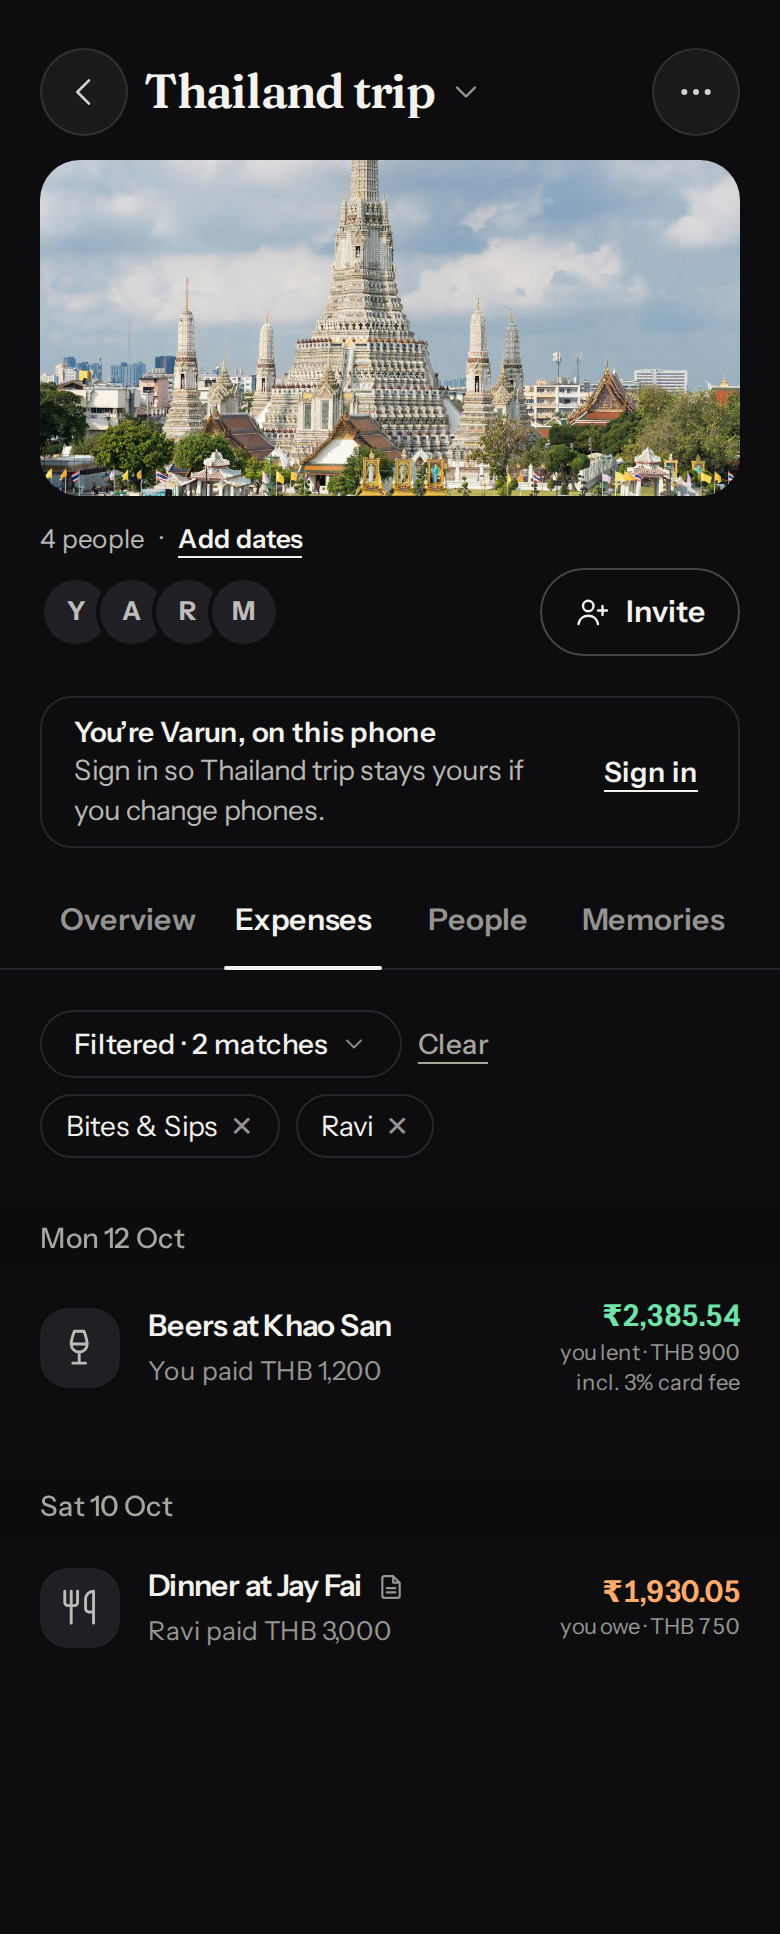 Thailand trip
4 people · Add dates
Y A R M
Invite
You’re Varun, on this phone
Sign in so Thailand trip stays yours if
you change phones.
Sign in
Overview Expenses People Memories
Filtered · 2 matches Clear
Bites & Sips Ravi
Mon 12 Oct
Beers at Khao San
You paid THB 1,200
₹2,385.54
you lent · THB 900
incl. 3% card fee
Sat 10 Oct
Dinner at Jay Fai
Ravi paid THB 3,000
₹1,930.05
you owe · THB 750